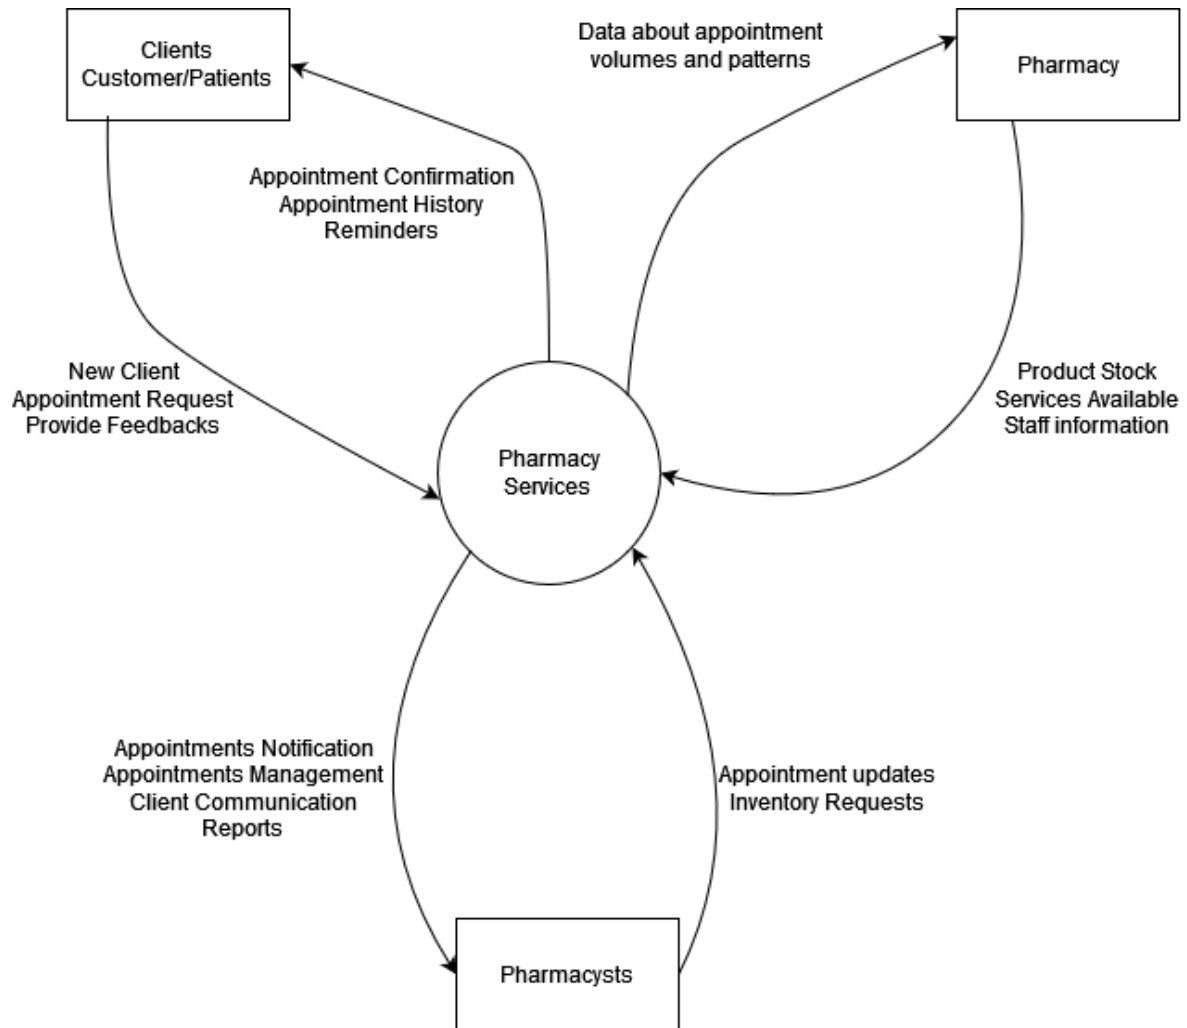 Clients
Customer/Patients
Data about appointment
volumes and patterns
Pharmacy
Appointment Confirmation
Appointment History
Reminders
New Client
Appointment Request
Provide Feedbacks
Product Stock
Services Available
Staff information
Pharmacy
Services
Appointments Notification
Appointments Management
Client Communication
Reports
Appointment updates
Inventory Requests
Pharmacysts